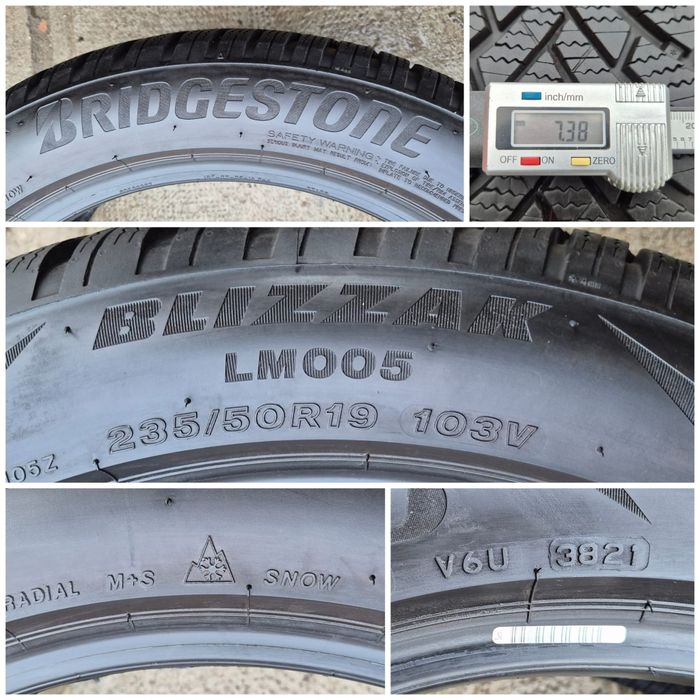 BRIDGESTONE
SAFETY WARNING:
inch/mm
7.38
OFF
ON
ZERO
BLIZZAK
LM005
235/50R19 103V
RADIAL M+S SNOW
V6U 3821